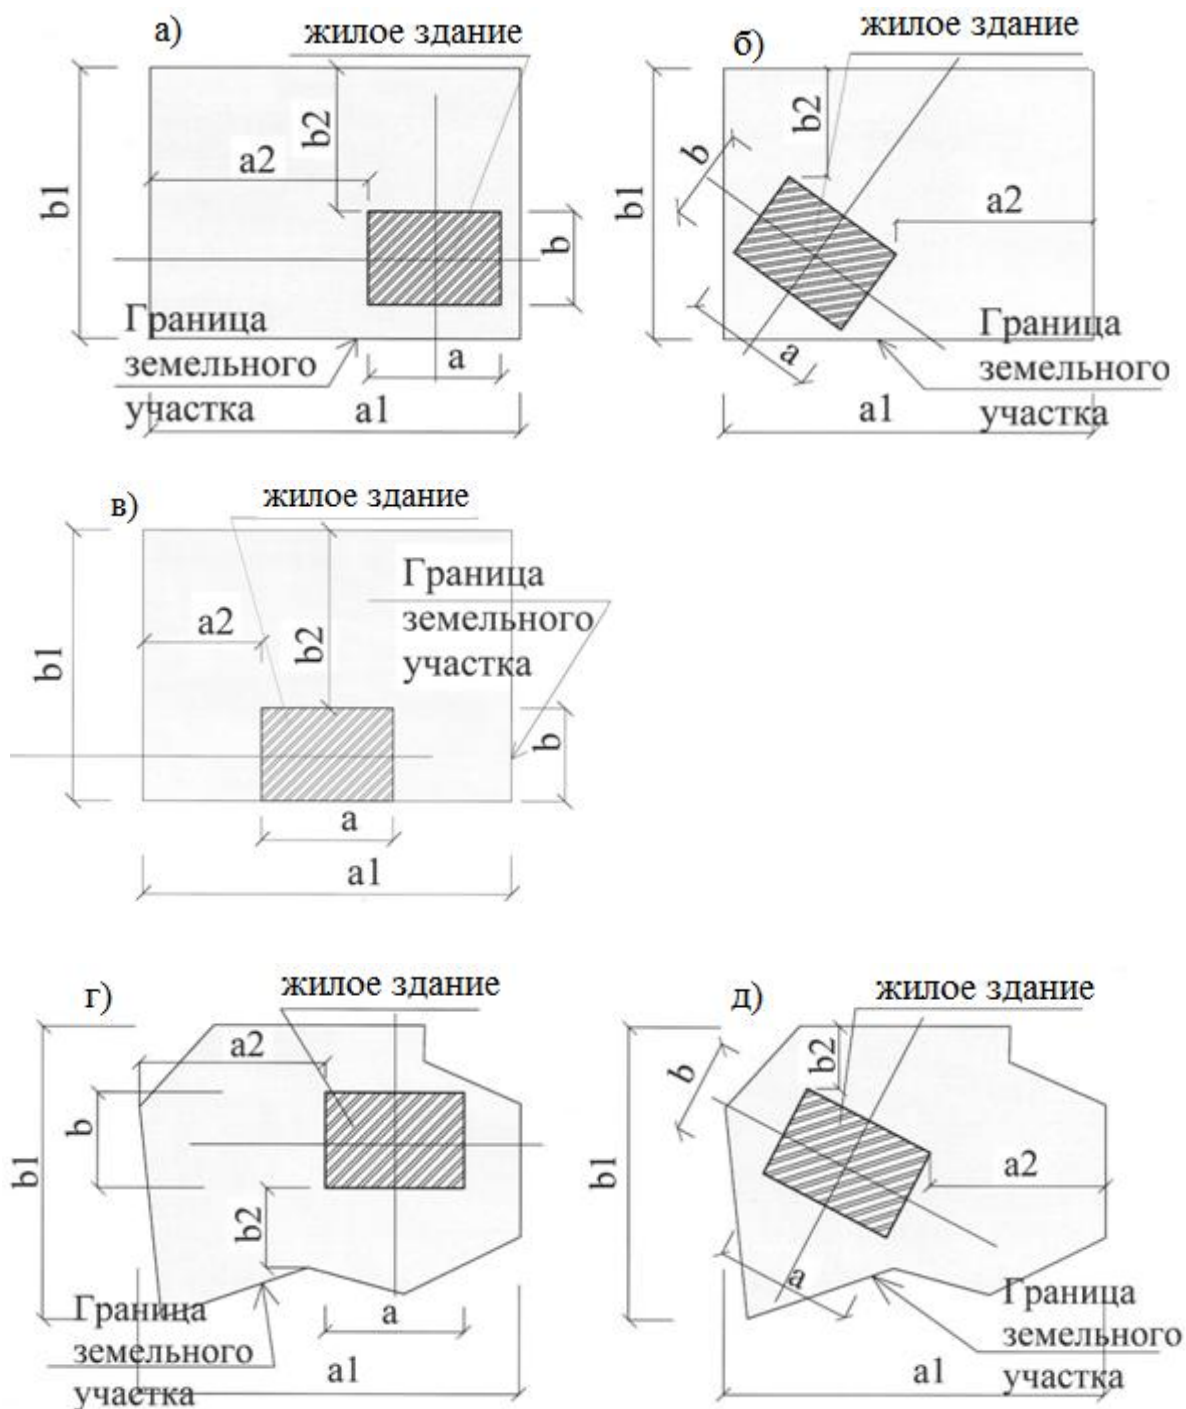 а)
жилое здание
b2
a2
b1
b
Граница
земельного
участка
a
a1
б)
жилое здание
b2
b
b1
a2
a
Граница
земельного
участка
a1
в)
жилое здание
Граница
земельного
участка
a2
b2
b1
b
a
a1
г)
жилое здание
a2
b
b1
b2
Граница
земельного
участка
a
a1
д)
жилое здание
b2
b
b1
a2
a
Граница
земельного
участка
a1